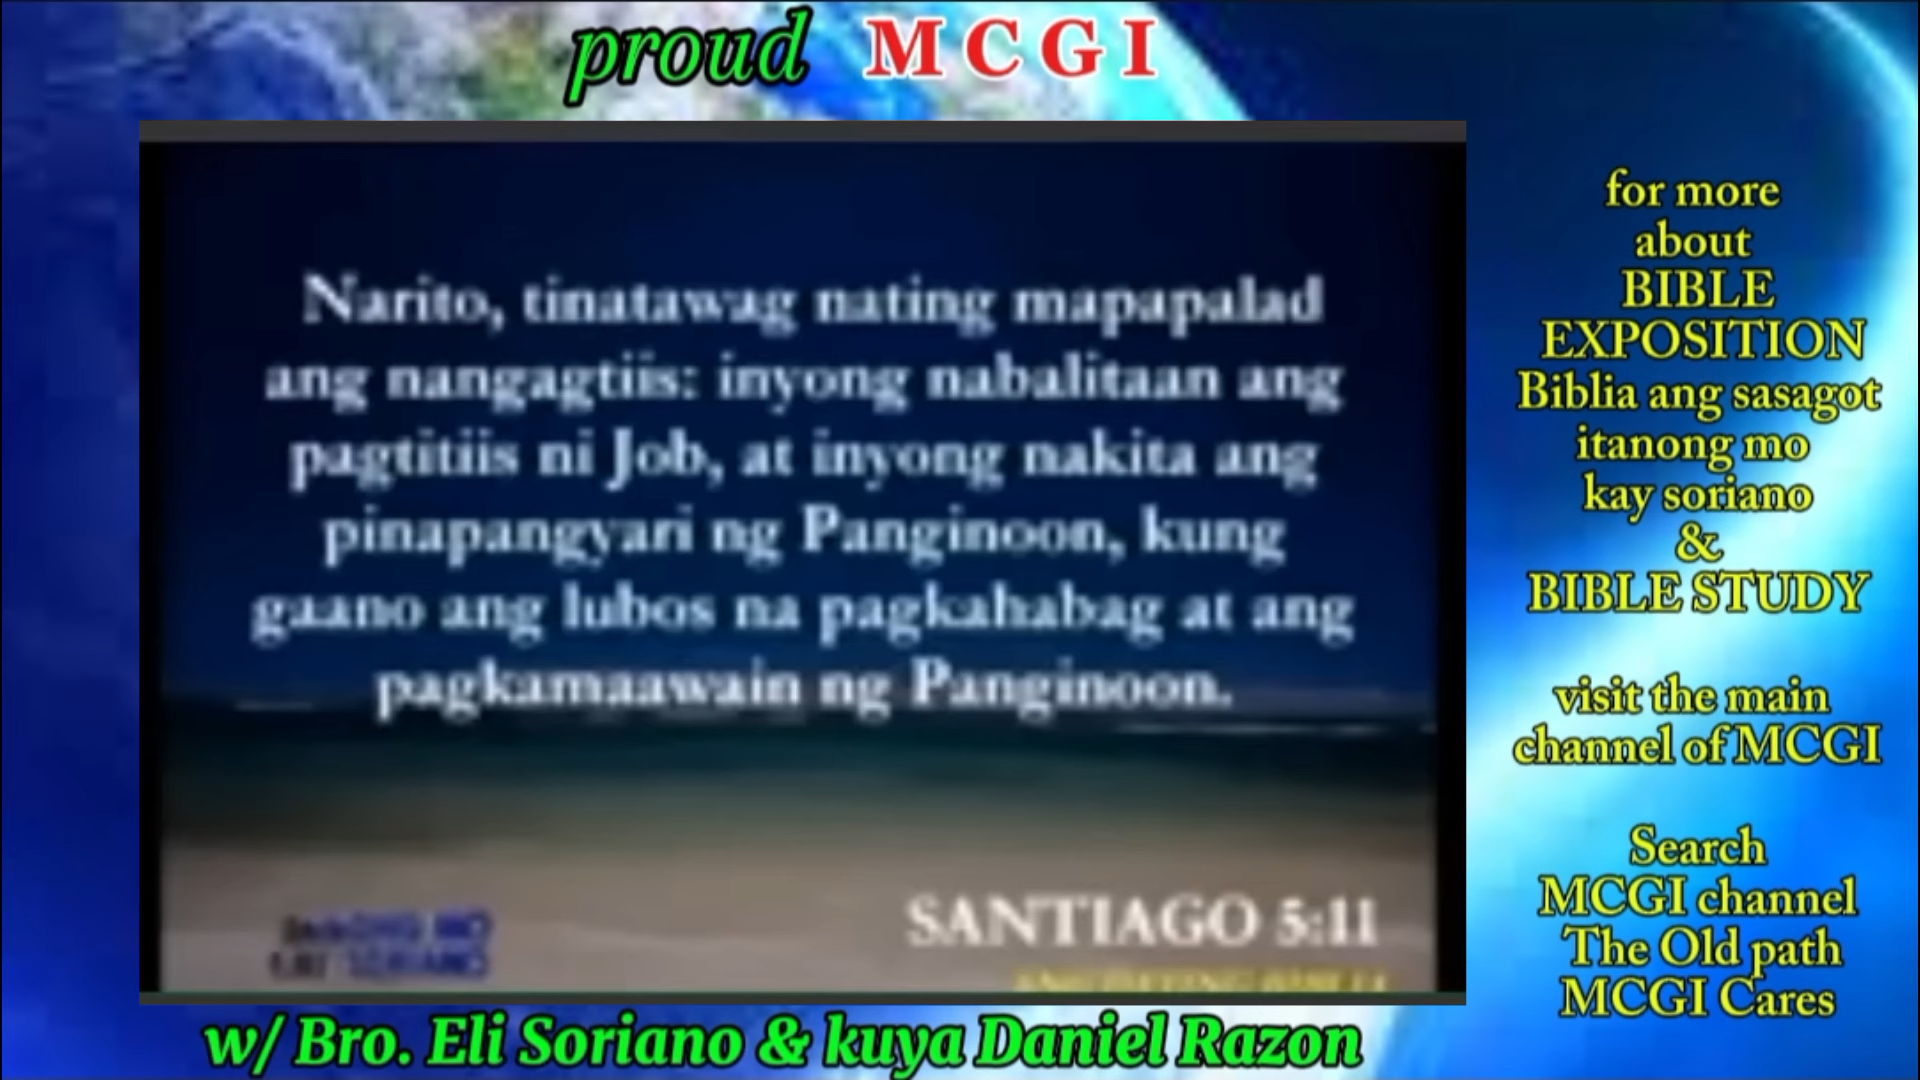 proud MCGI
Narito, tinatawag nating mapapalad
ang nangagtiis: inyong nabalitaan ang
pagtitiis ni Job, at inyong nakita ang
pinapangyari ng Panginoon, kung
gaano ang lubos na pagkahabag at ang
pagkamaawain ng Panginoon.
SANTIAGO 5:11
MO
SORIANO
w/ Bro. Eli Soriano & kuya Daniel Razon
for more
about
BIBLE
EXPOSITION
Biblia ang sasagot
itanong mo
kay soriano
&
BIBLE STUDY
visit the main
channel of MCGI
Search
MCGI channel
The Old path
MCGI Cares